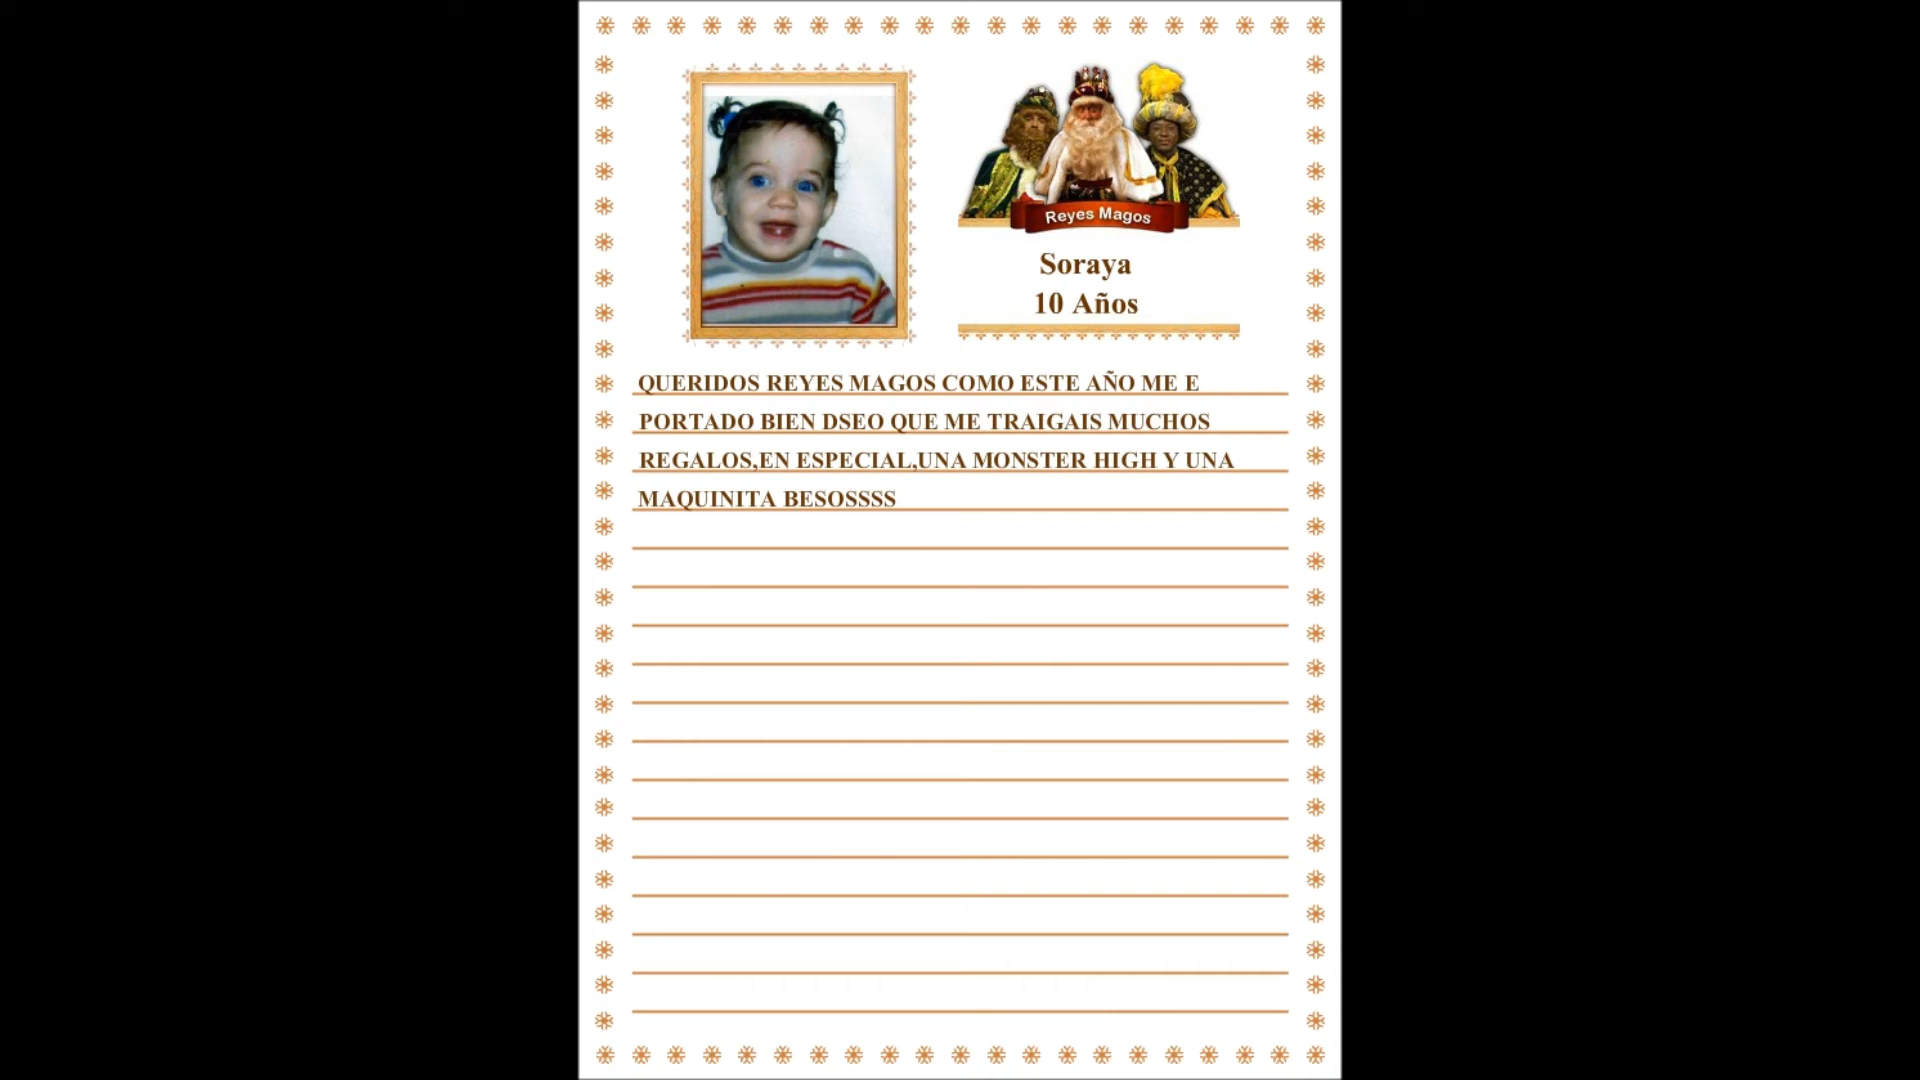 Reyes Magos
Soraya
10 Años
QUERIDOS REYES MAGOS COMO ESTE AÑO ME E
PORTADO BIEN DSEO QUE ME TRAIGAIS MUCHOS
REGALOS,EN ESPECIAL,UNA MONSTER HIGH Y UNA
MAQUINITA BESOSSSS